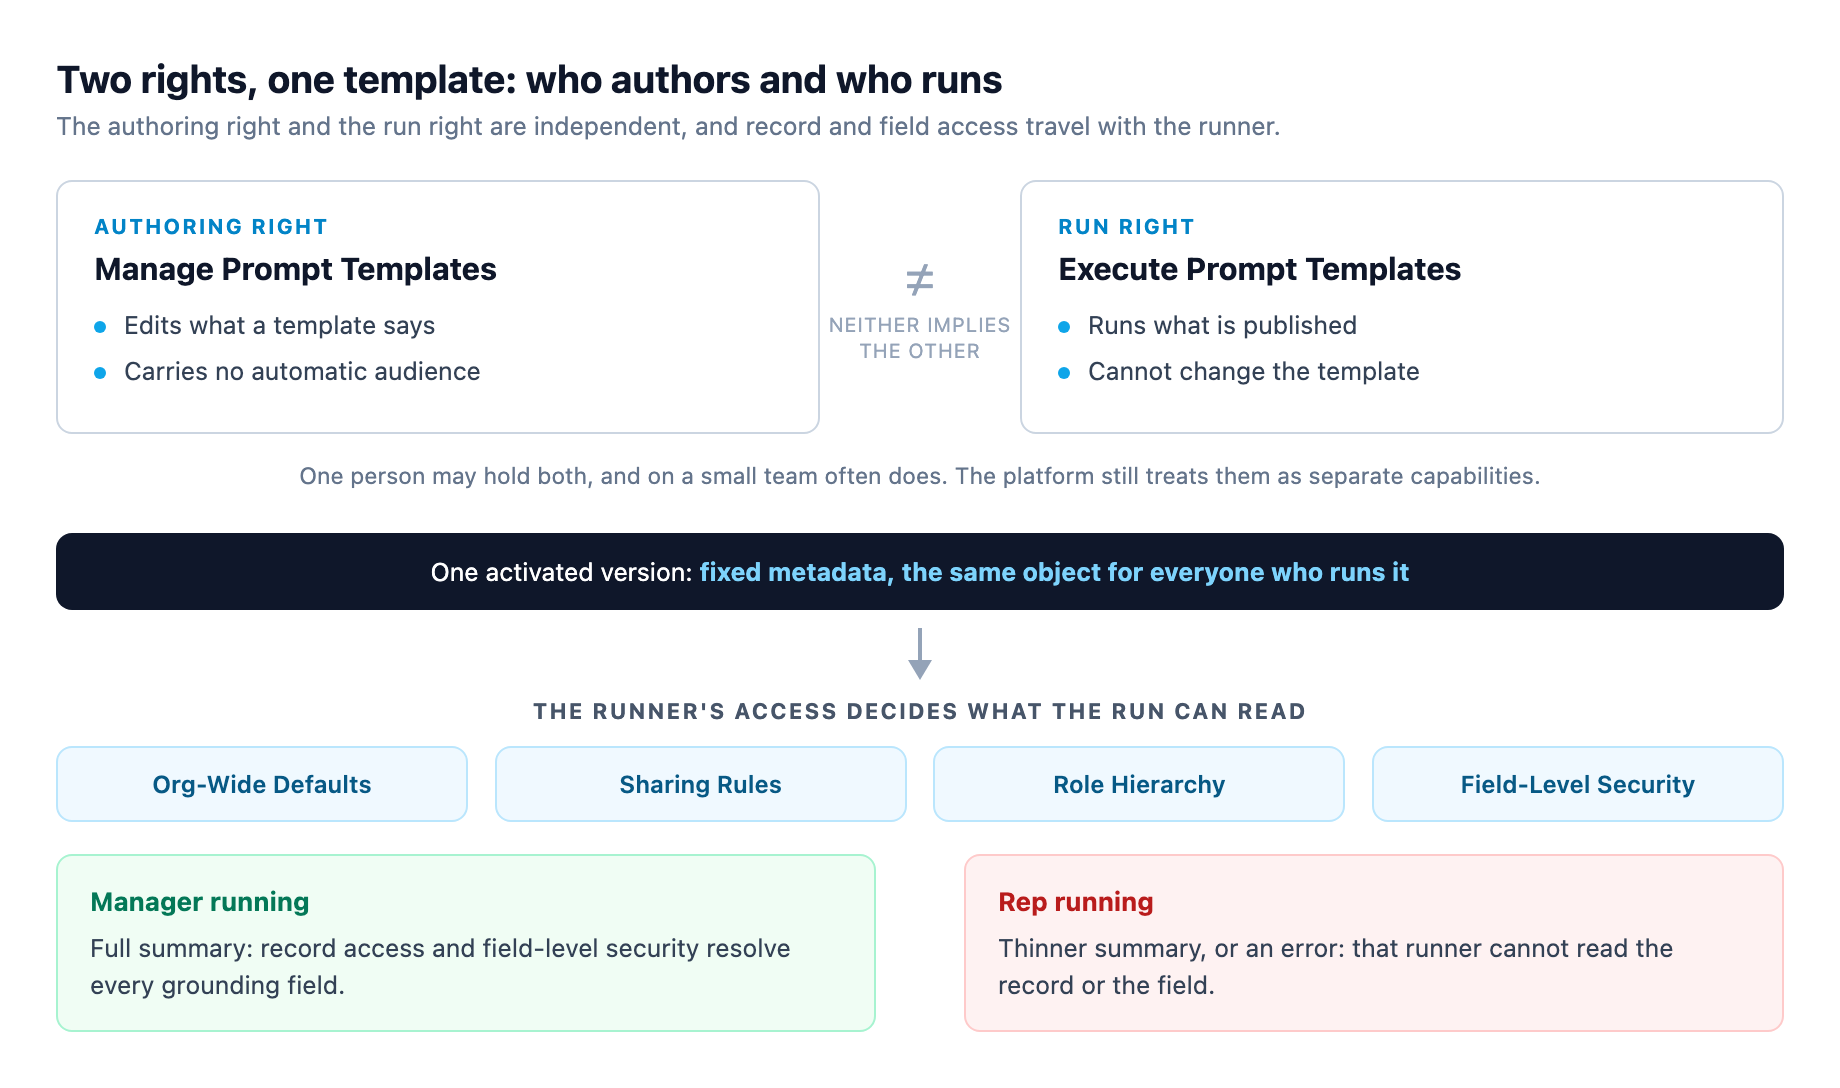 Two rights, one template: who authors and who runs
The authoring right and the run right are independent, and record and field access travel with the runner.
AUTHORING RIGHT
Manage Prompt Templates
Edits what a template says
Carries no automatic audience
≠
NEITHER IMPLIES
THE OTHER
RUN RIGHT
Execute Prompt Templates
Runs what is published
Cannot change the template
One person may hold both, and on a small team often does. The platform still treats them as separate capabilities.
One activated version: fixed metadata, the same object for everyone who runs it
THE RUNNER'S ACCESS DECIDES WHAT THE RUN CAN READ
Org-Wide Defaults
Sharing Rules
Role Hierarchy
Field-Level Security
Manager running
Full summary: record access and field-level security resolve
every grounding field.
Rep running
Thinner summary, or an error: that runner cannot read the
record or the field.